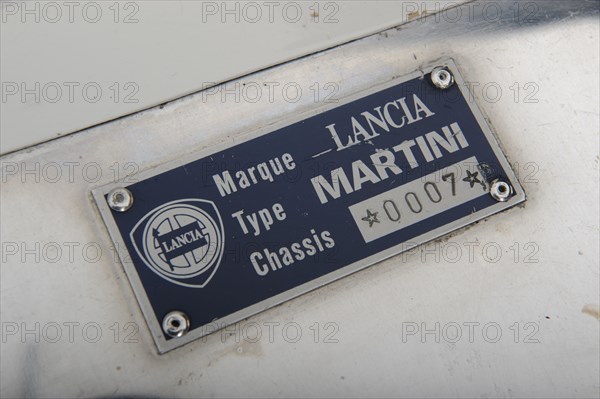 Marque LANCIA
Type MARTINI
Chassis ☆0007☆
LANCIA
PHOTO 12